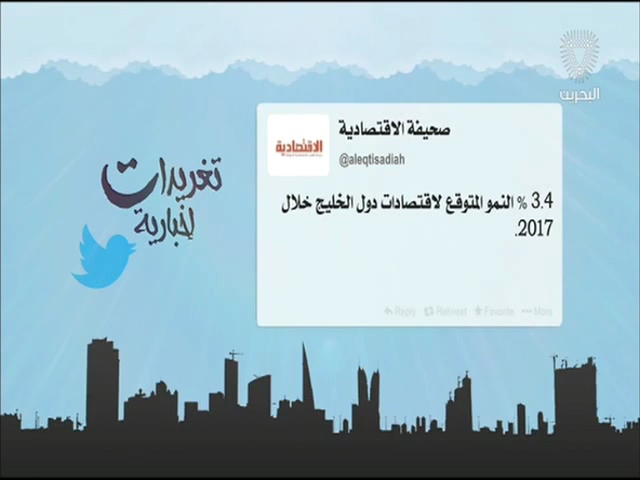 البحرين
تغريدات
إخبارية
الاقتصادية
صحيفة الاقتصادية
@aleqtisadiah
3.4 % النمو المتوقع لاقتصادات دول الخليج خلال
2017.
Reply Retweet Favorite More